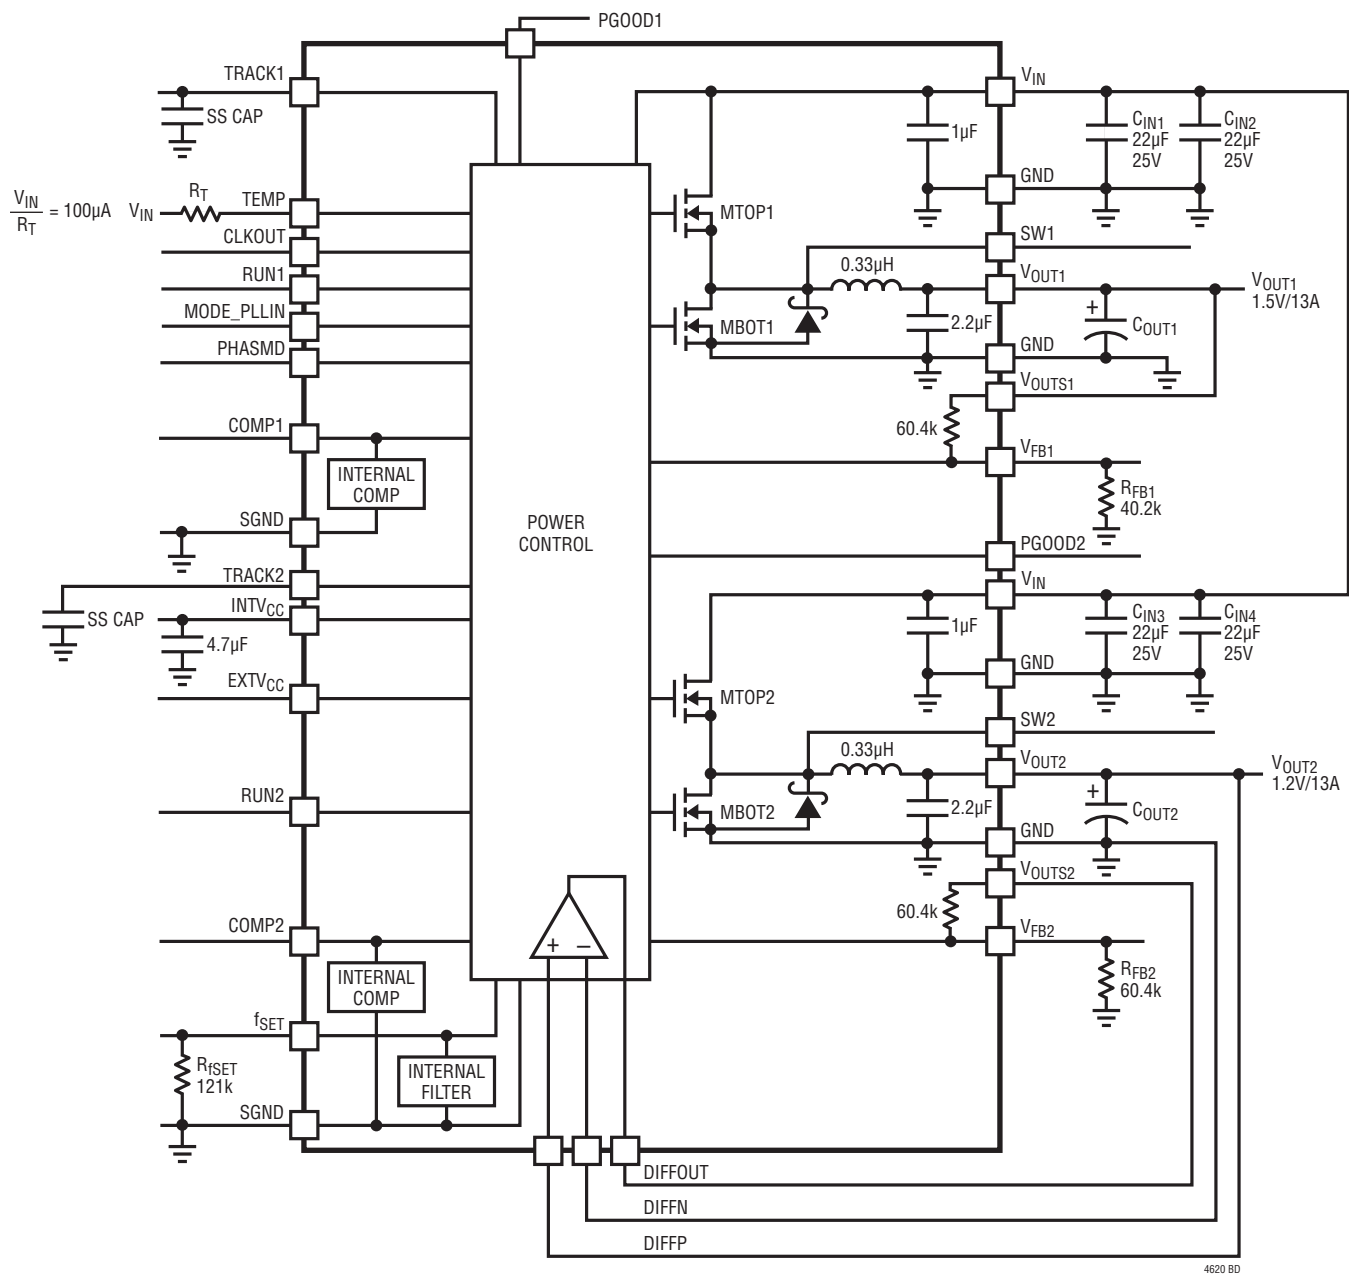 PGOOD1
TRACK1
SS CAP
VIN
1µF
CIN1
22µF
25V
CIN2
22µF
25V
GND
VIN
RT
= 100µA
VIN
RT
TEMP
MTOP1
CLKOUT
SW1
RUN1
0.33µH
VOUT1
VOUT1
1.5V/13A
MODE_PLLIN
MBOT1
2.2µF
+
COUT1
PHASMD
GND
VOUTS1
60.4k
COMP1
VFB1
INTERNAL
COMP
RFB1
40.2k
SGND
POWER
CONTROL
PGOOD2
TRACK2
VIN
SS CAP
INTVCC
4.7µF
1µF
CIN3
22µF
25V
CIN4
22µF
25V
GND
EXTVCC
MTOP2
SW2
0.33µH
VOUT2
VOUT2
1.2V/13A
RUN2
MBOT2
2.2µF
+
COUT2
GND
VOUTS2
60.4k
COMP2
+ –
VFB2
INTERNAL
COMP
RFB2
60.4k
fSET
RfSET
121k
INTERNAL
FILTER
SGND
DIFFOUT
DIFFN
DIFFP
4620 BD